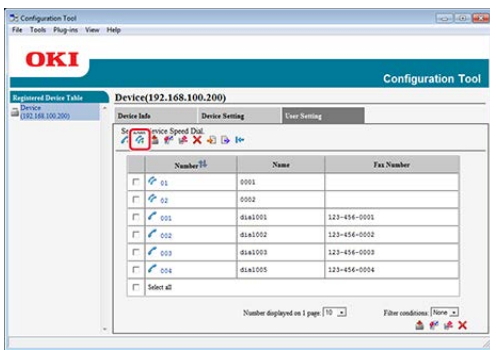 Configuration Tool
File Tools Plug-ins View Help
OKI
Configuration Tool
Registered Device Table
Device
(192.168.100.200)
Device(192.168.100.200)
Device Info Device Setting User Setting
Device Speed Dial.
Number Name Fax Number
01 0001
02 0002
001 dial001 123-456-0001
002 dial002 123-456-0002
003 dial003 123-456-0003
004 dial005 123-456-0004
Select all
Number displayed on 1 page: 10 Filter conditions: None